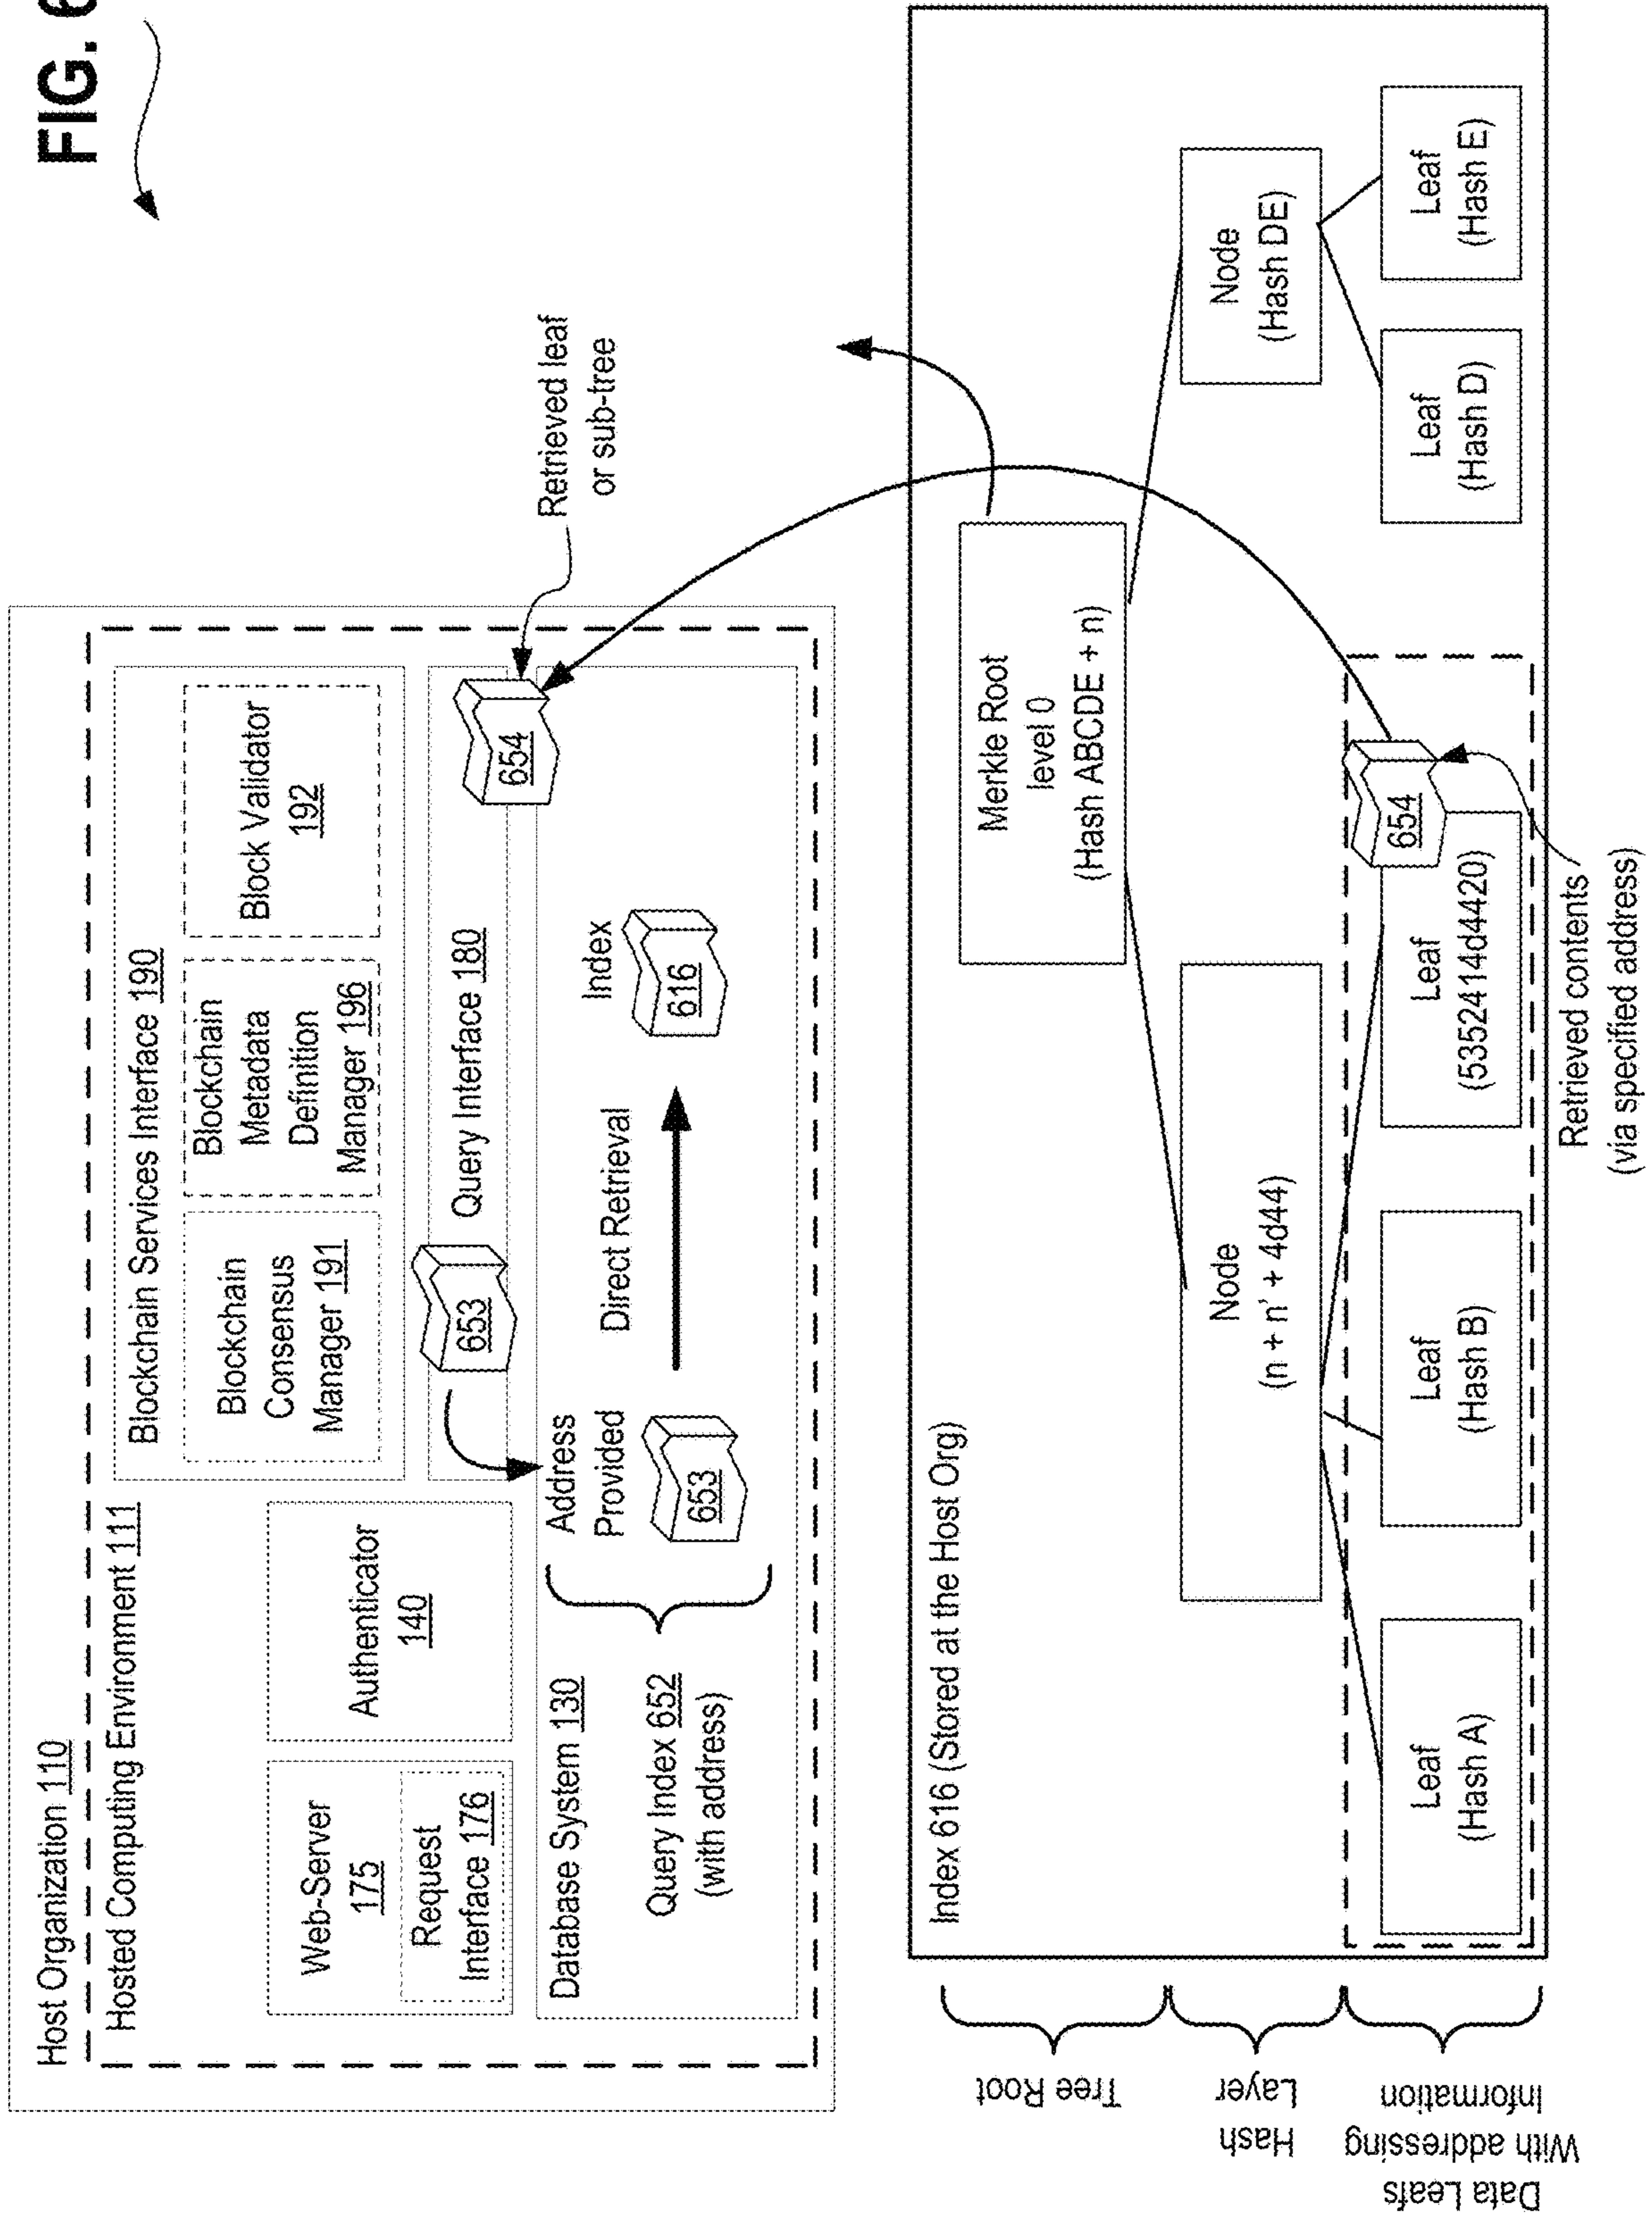 FIG. 6
Host Organization 110
Hosted Computing Environment 111
Web-Server
175
Request
Interface 176
Authenticator
140
Blockchain Services Interface 190
Blockchain
Consensus
Manager 191
Blockchain
Metadata
Definition
Manager 196
Block Validator
192
653
Query Interface 180
654
Retrieved leaf
or sub-tree
Database System 130
Query Index 652
(with address)
Address
Provided
653
Direct Retrieval
Index
616
Index 616 (Stored at the Host Org)
Tree Root
Merkle Root
level 0
(Hash ABCDE + n)
Hash
Layer
Node
(n + n' + 4d44)
Node
(Hash DE)
Data Leafs
With addressing
Information
Leaf
(Hash A)
Leaf
(Hash B)
Leaf
(5352414d4420)
654
Leaf
(Hash D)
Leaf
(Hash E)
Retrieved contents
(via specified address)